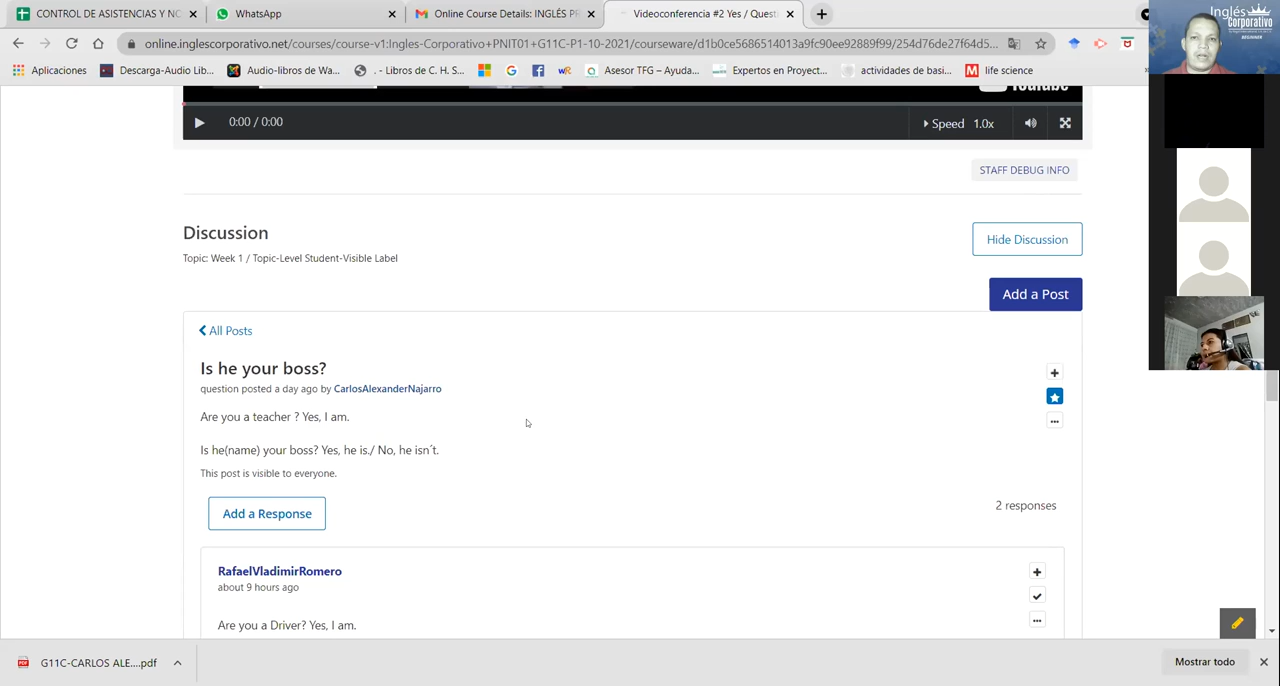 CONTROL DE ASISTENCIAS Y NO
WhatsApp
Online Course Details: INGLÉS PR
Videoconferencia #2 Yes / Questi
online.inglescorporativo.net/courses/course-v1:Ingles-Corporativo+PNIT01+G11C-P1-10-2021/courseware/d1b0ce5686514013a9fc90ee92889f99/254d76de27f64d5...
Aplicaciones
Descarga-Audio Lib...
Audio-libros de Wa...
. - Libros de C. H. S...
Asesor TFG – Ayuda...
Expertos en Proyect...
actividades de basi...
life science
Inglés
Corporativo
BEGINNER
YouTube
0:00 / 0:00
Speed 1.0x
STAFF DEBUG INFO
Discussion
Hide Discussion
Topic: Week 1 / Topic-Level Student-Visible Label
Add a Post
All Posts
Is he your boss?
question posted a day ago by CarlosAlexanderNajarro
Are you a teacher ? Yes, I am.
Is he(name) your boss? Yes, he is./ No, he isn´t.
This post is visible to everyone.
Add a Response
2 responses
RafaelVladimirRomero
about 9 hours ago
Are you a Driver? Yes, I am.
G11C-CARLOS ALE....pdf
Mostrar todo